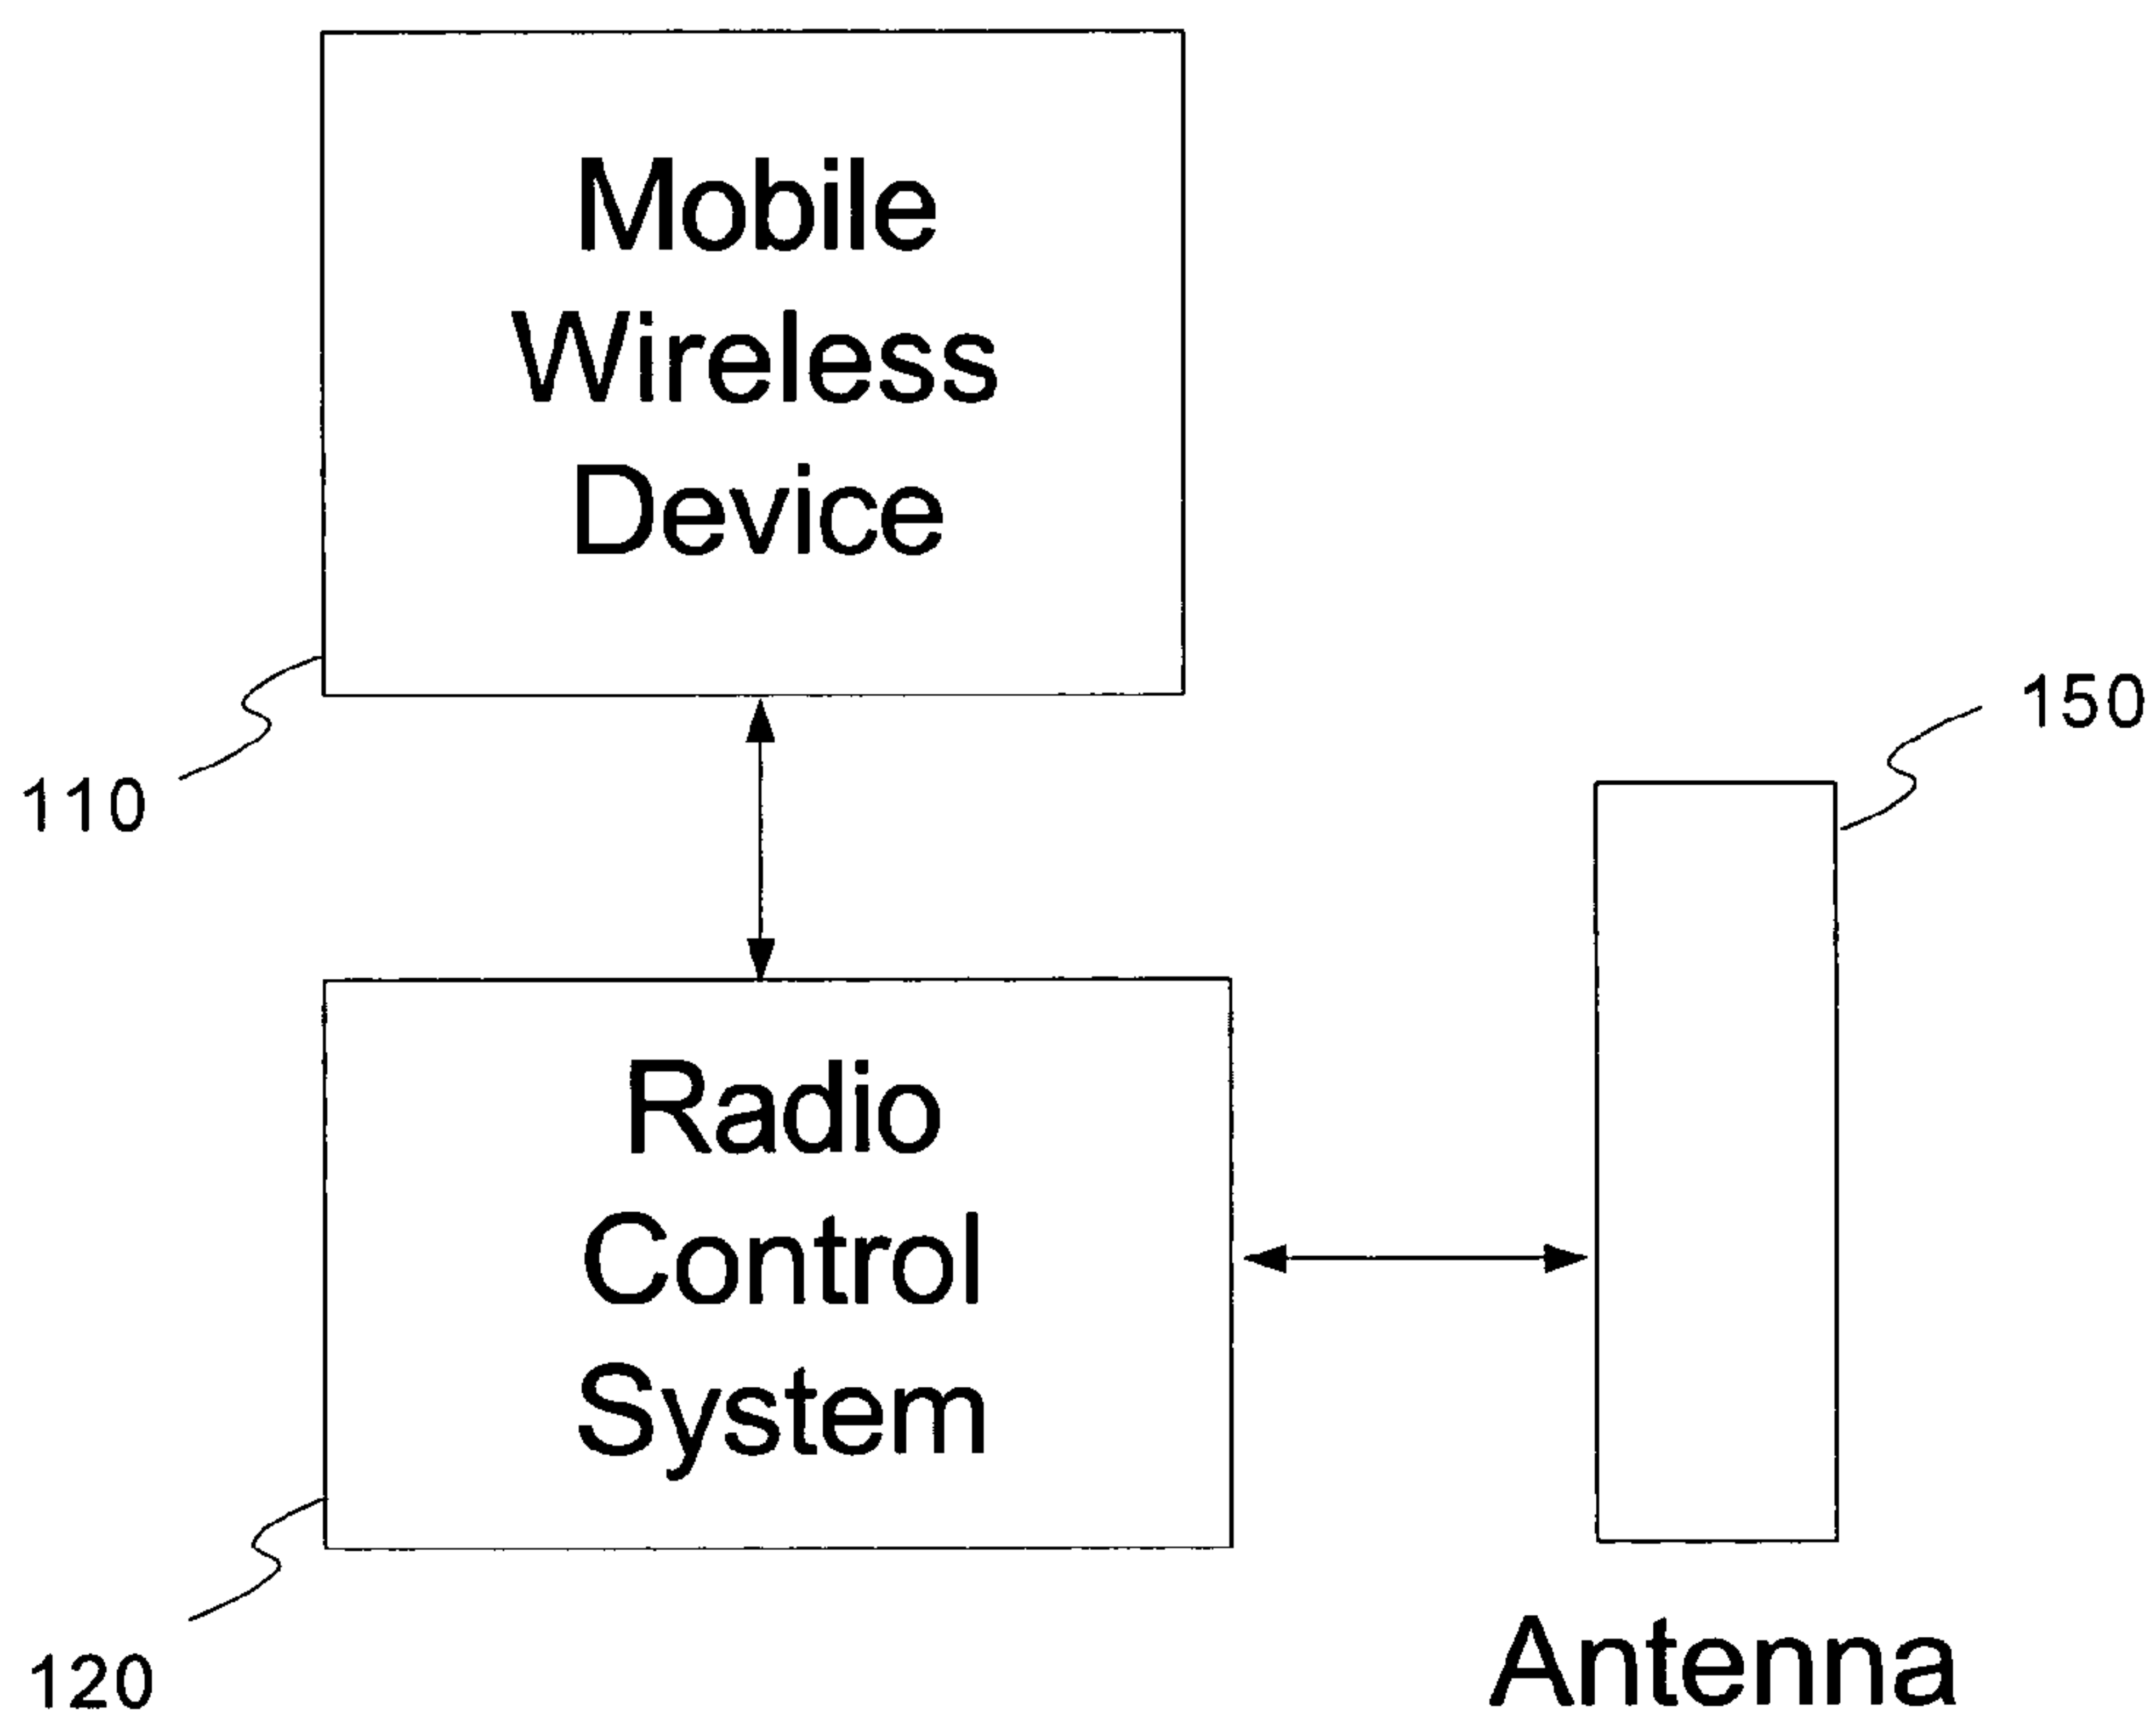 Mobile
Wireless
Device
110
150
Radio
Control
System
120
Antenna